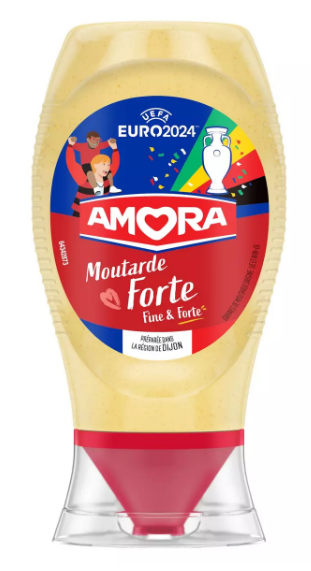 UEFA
EURO2024
AMORA
Moutarde
Forte
Fine & Forte
PRÉPARÉE DANS
LA RÉGION DE DIJON